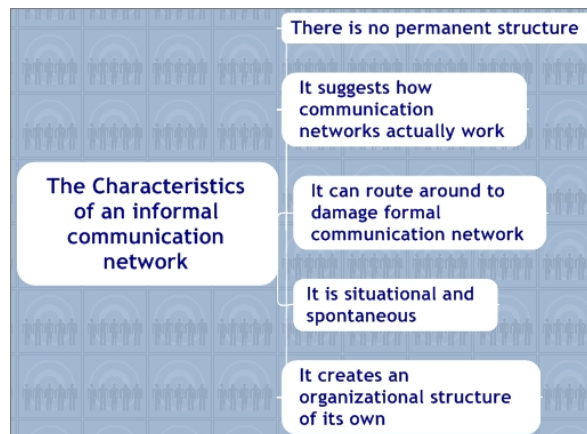 There is no permanent structure
It suggests how
communication
networks actually work
The Characteristics
of an informal
communication
network
It can route around to
damage formal
communication network
It is situational and
spontaneous
It creates an
organizational structure
of its own